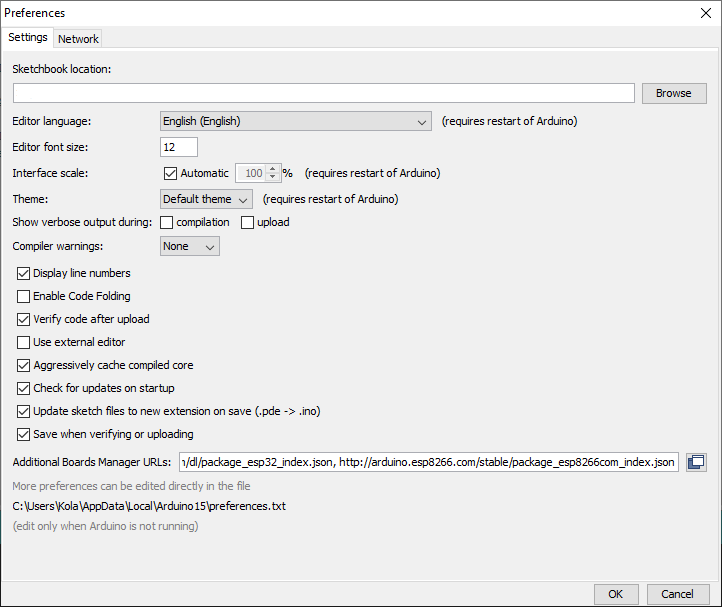 Preferences
Settings Network
Sketchbook location:
Browse
Editor language: English (English) (requires restart of Arduino)
Editor font size: 12
Interface scale: Automatic 100 % (requires restart of Arduino)
Theme: Default theme (requires restart of Arduino)
Show verbose output during: compilation upload
Compiler warnings: None
Display line numbers
Enable Code Folding
Verify code after upload
Use external editor
Aggressively cache compiled core
Check for updates on startup
Update sketch files to new extension on save (.pde -> .ino)
Save when verifying or uploading
Additional Boards Manager URLs: /dl/package_esp32_index.json, http://arduino.esp8266.com/stable/package_esp8266com_index.json
More preferences can be edited directly in the file
C:\Users\Kola\AppData\Local\Arduino15\preferences.txt
(edit only when Arduino is not running)
OK Cancel